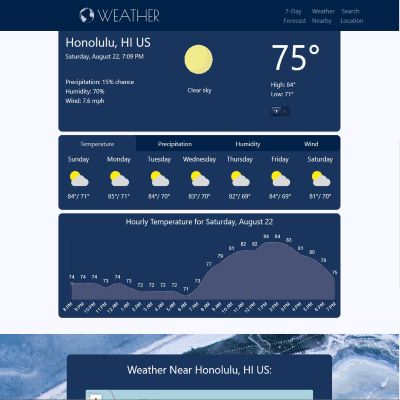 WEATHER
7-Day Forecast
Weather Nearby
Search Location
Honolulu, HI US
Saturday, August 22, 7:09 PM
Precipitation: 15% chance
Humidity: 70%
Wind: 7.6 mph
Clear sky
75°
High: 84°
Low: 71°
Temperature Precipitation Humidity Wind
Sunday Monday Tuesday Wednesday Thursday Friday Saturday
84°/ 71° 85°/ 71° 84°/ 70° 83°/ 70° 82°/ 69° 84°/ 69° 81°/ 70°
Hourly Temperature for Saturday, August 22
74 74 74 73 73 72 72 72 72 71 73 77 79 81 82 82 84 84 83 81 80 78 76
8 PM 9 PM 10 PM 11 PM 12 AM 1 AM 2 AM 3 AM 4 AM 5 AM 6 AM 7 AM 8 AM 9 AM 10 AM 11 AM 12 PM 1 PM 2 PM 3 PM 4 PM 5 PM 6 PM 7 PM
Weather Near Honolulu, HI US: